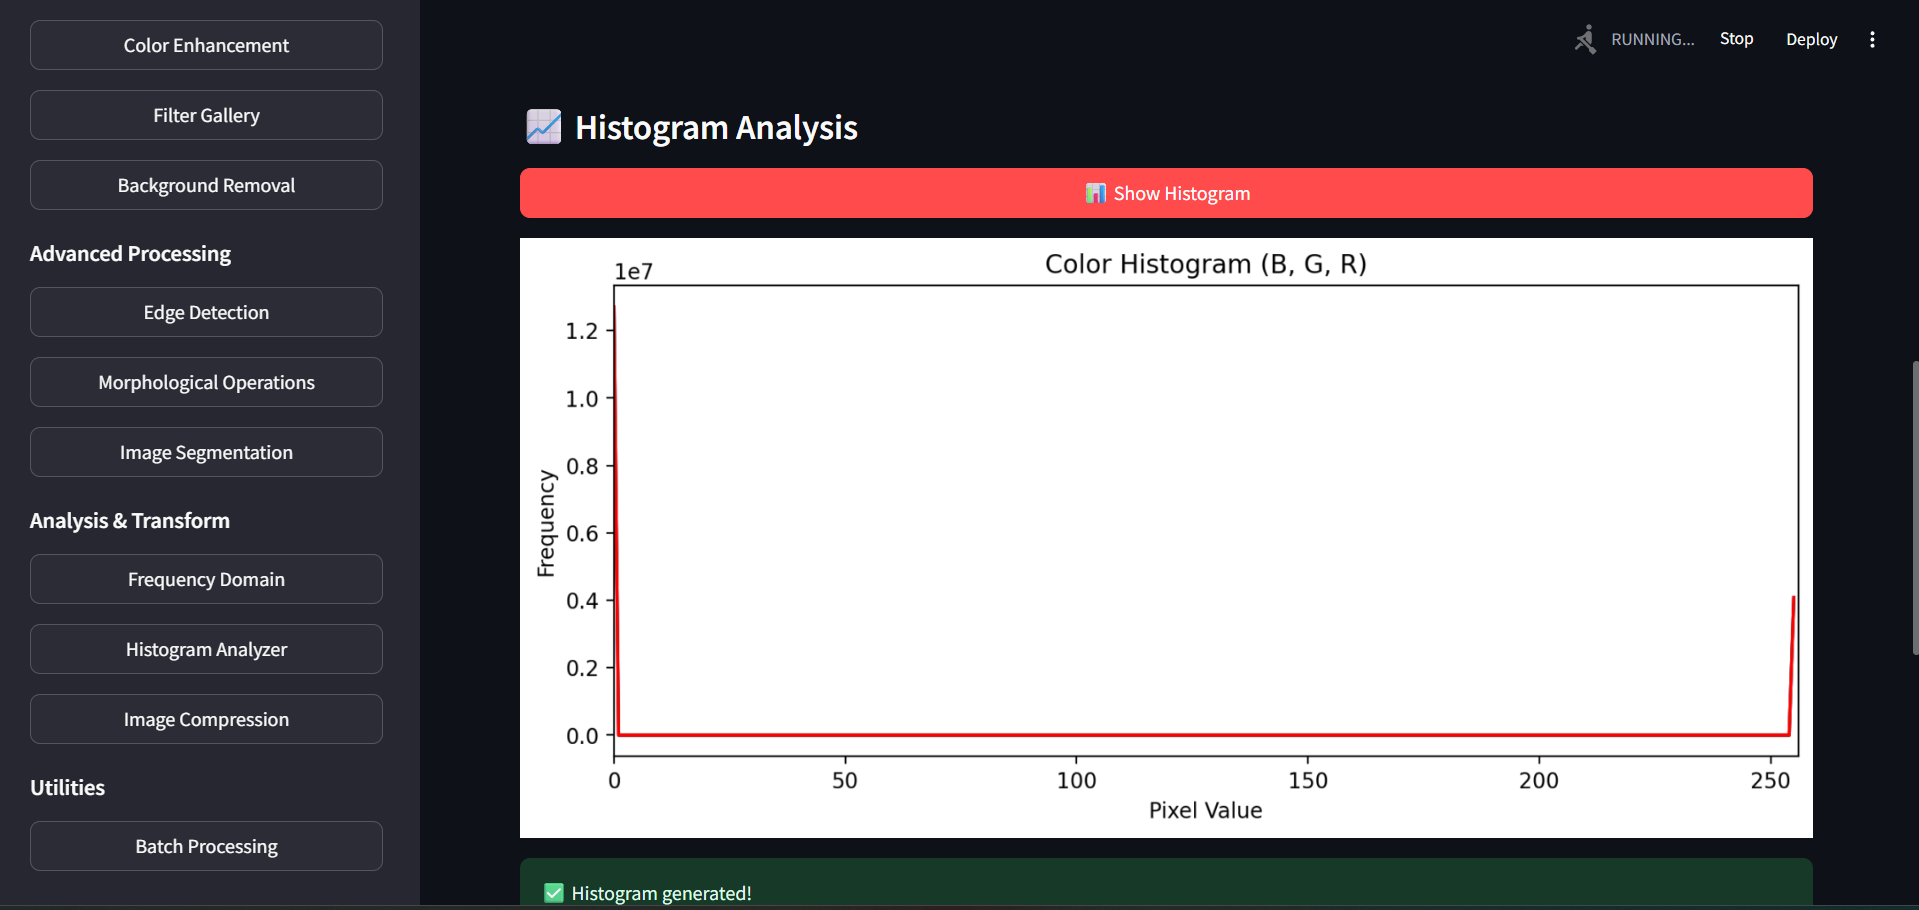 Color Enhancement
Filter Gallery
Background Removal
Advanced Processing
Edge Detection
Morphological Operations
Image Segmentation
Analysis & Transform
Frequency Domain
Histogram Analyzer
Image Compression
Utilities
Batch Processing
RUNNING... Stop Deploy
Histogram Analysis
Show Histogram
Color Histogram (B, G, R)
1e7
1.2
1.0
0.8
0.6
0.4
0.2
0.0
Frequency
0 50 100 150 200 250
Pixel Value
Histogram generated!